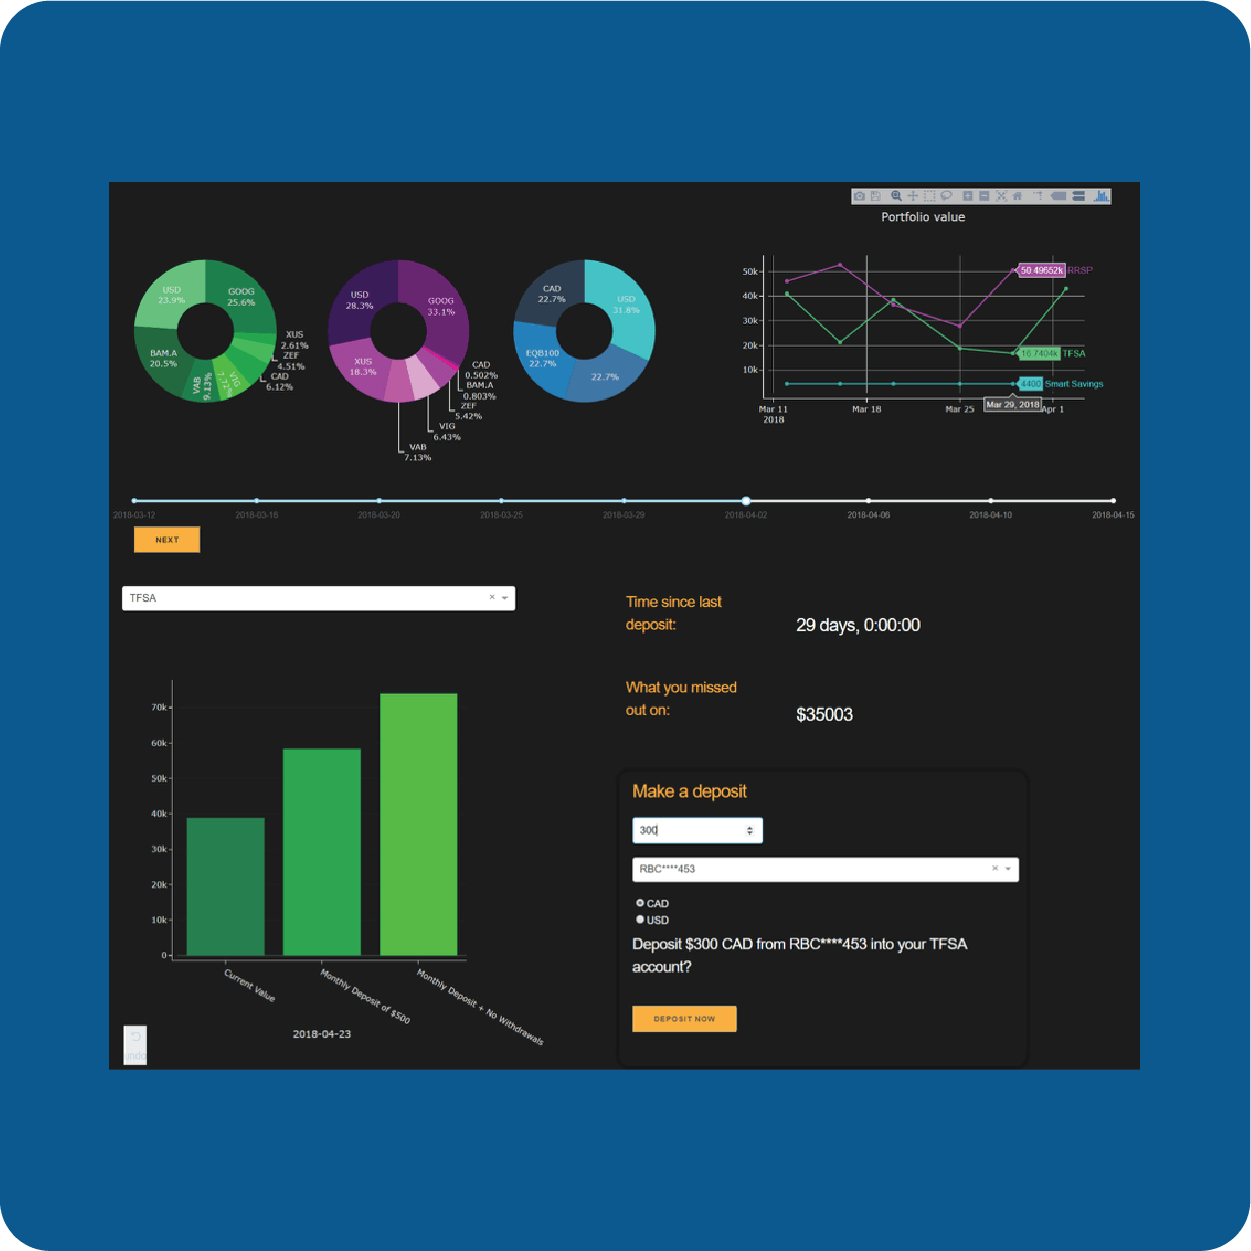 Portfolio value
USD
23.9%
GOOG
25.6%
XUS
2.61%
ZEF
4.51%
CAD
6.12%
VIG
7.72%
VAB
9.13%
BAM.A
20.5%
USD
28.3%
GOOG
33.1%
CAD
0.502%
BAM.A
0.803%
ZEF
5.42%
VIG
6.43%
VAB
7.13%
XUS
18.3%
CAD
22.7%
USD
31.8%
EQB100
22.7%
22.7%
50k
40k
30k
20k
10k
50.49652k RRSP
16.7404k TFSA
4400 Smart Savings
Mar 11
2018
Mar 18
Mar 25
Mar 29, 2018
Apr 1
2018-03-12 2018-03-16 2018-03-20 2018-03-25 2018-03-29 2018-04-02 2018-04-06 2018-04-10 2018-04-15
NEXT
TFSA
Time since last
deposit:
29 days, 0:00:00
What you missed
out on:
$35003
70k
60k
50k
40k
30k
20k
10k
0
Current Value
Monthly Deposit of $500
Monthly Deposit + No Withdrawals
2018-04-23
undo
Make a deposit
300
RBC****453
CAD
USD
Deposit $300 CAD from RBC****453 into your TFSA
account?
DEPOSIT NOW